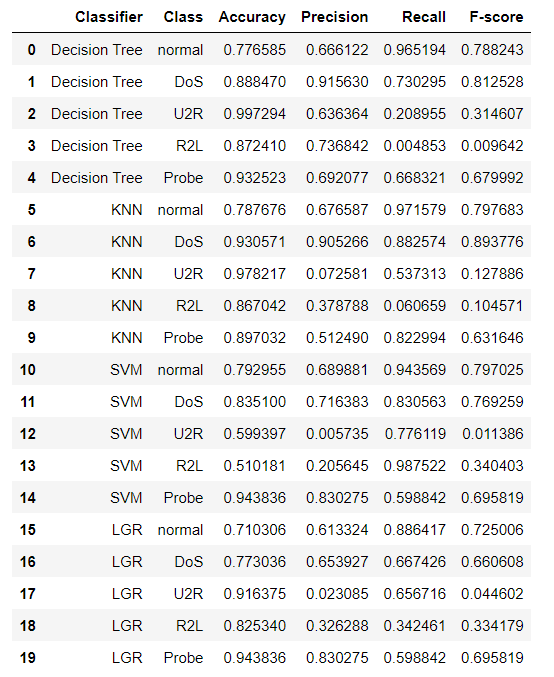 Classifier Class Accuracy Precision Recall F-score
0 Decision Tree normal 0.776585 0.666122 0.965194 0.788243
1 Decision Tree DoS 0.888470 0.915630 0.730295 0.812528
2 Decision Tree U2R 0.997294 0.636364 0.208955 0.314607
3 Decision Tree R2L 0.872410 0.736842 0.004853 0.009642
4 Decision Tree Probe 0.932523 0.692077 0.668321 0.679992
5 KNN normal 0.787676 0.676587 0.971579 0.797683
6 KNN DoS 0.930571 0.905266 0.882574 0.893776
7 KNN U2R 0.978217 0.072581 0.537313 0.127886
8 KNN R2L 0.867042 0.378788 0.060659 0.104571
9 KNN Probe 0.897032 0.512490 0.822994 0.631646
10 SVM normal 0.792955 0.689881 0.943569 0.797025
11 SVM DoS 0.835100 0.716383 0.830563 0.769259
12 SVM U2R 0.599397 0.005735 0.776119 0.011386
13 SVM R2L 0.510181 0.205645 0.987522 0.340403
14 SVM Probe 0.943836 0.830275 0.598842 0.695819
15 LGR normal 0.710306 0.613324 0.886417 0.725006
16 LGR DoS 0.773036 0.653927 0.667426 0.660608
17 LGR U2R 0.916375 0.023085 0.656716 0.044602
18 LGR R2L 0.825340 0.326288 0.342461 0.334179
19 LGR Probe 0.943836 0.830275 0.598842 0.695819